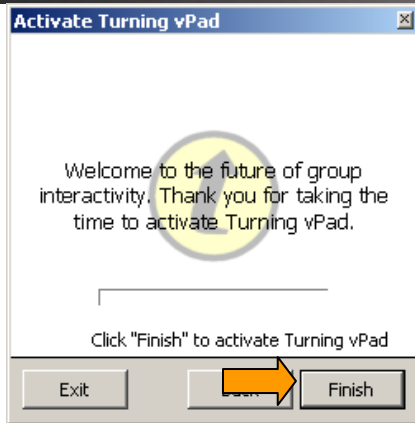 Activate Turning vPad
Welcome to the future of group
interactivity. Thank you for taking the
time to activate Turning vPad.
Click "Finish" to activate Turning vPad
Exit
Finish